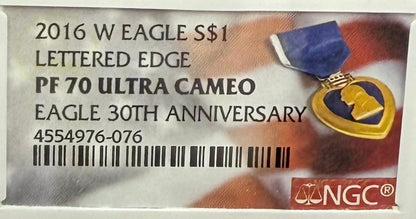 2016 W EAGLE S$1
LETTERED EDGE
PF 70 ULTRA CAMEO
EAGLE 30TH ANNIVERSARY
4554976-076
NGC®